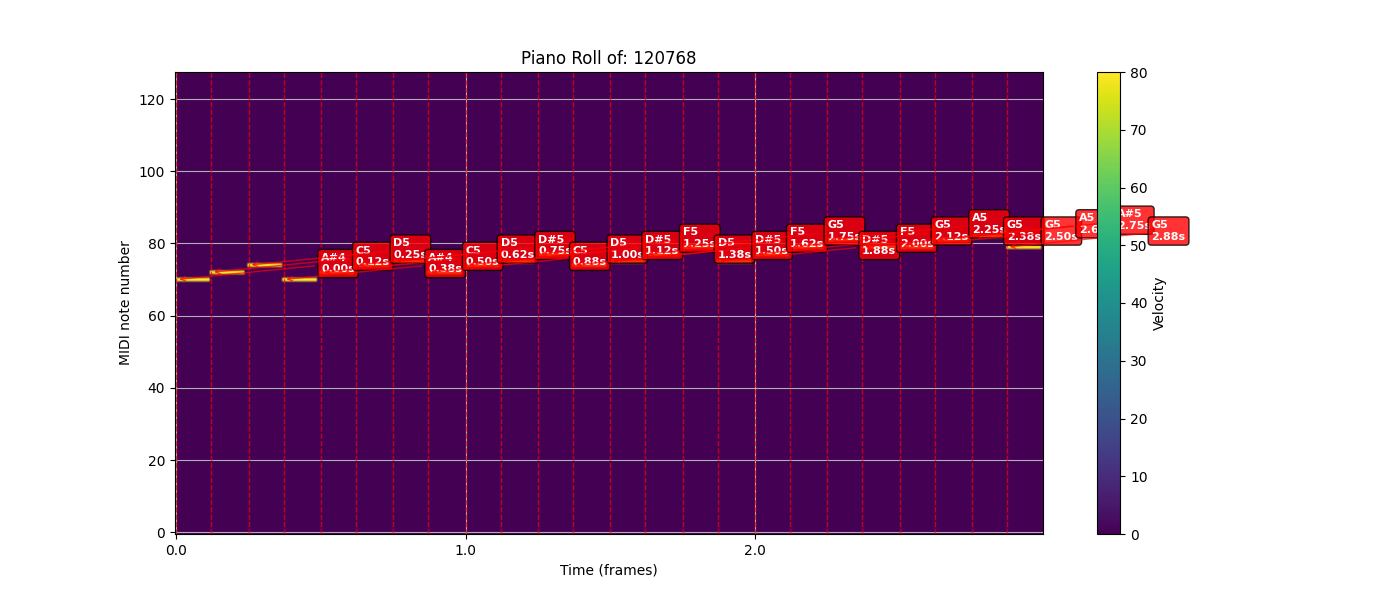 Piano Roll of: 120768
MIDI note number
120
100
80
60
40
20
0
A#4
0.00s
C5
0.12s
D5
0.25s
A#4
0.38s
C5
0.50s
D5
0.62s
D#5
0.75s
C5
0.88s
D5
1.00s
D#5
1.12s
F5
1.25s
D5
1.38s
D#5
1.50s
F5
1.62s
G5
1.75s
D#5
1.88s
F5
2.00s
G5
2.12s
A5
2.25s
G5
2.38s
G5
2.50s
A5
A#5
2.75s
G5
2.88s
0.0
1.0
2.0
Time (frames)
80
70
60
50
40
30
20
10
0
Velocity